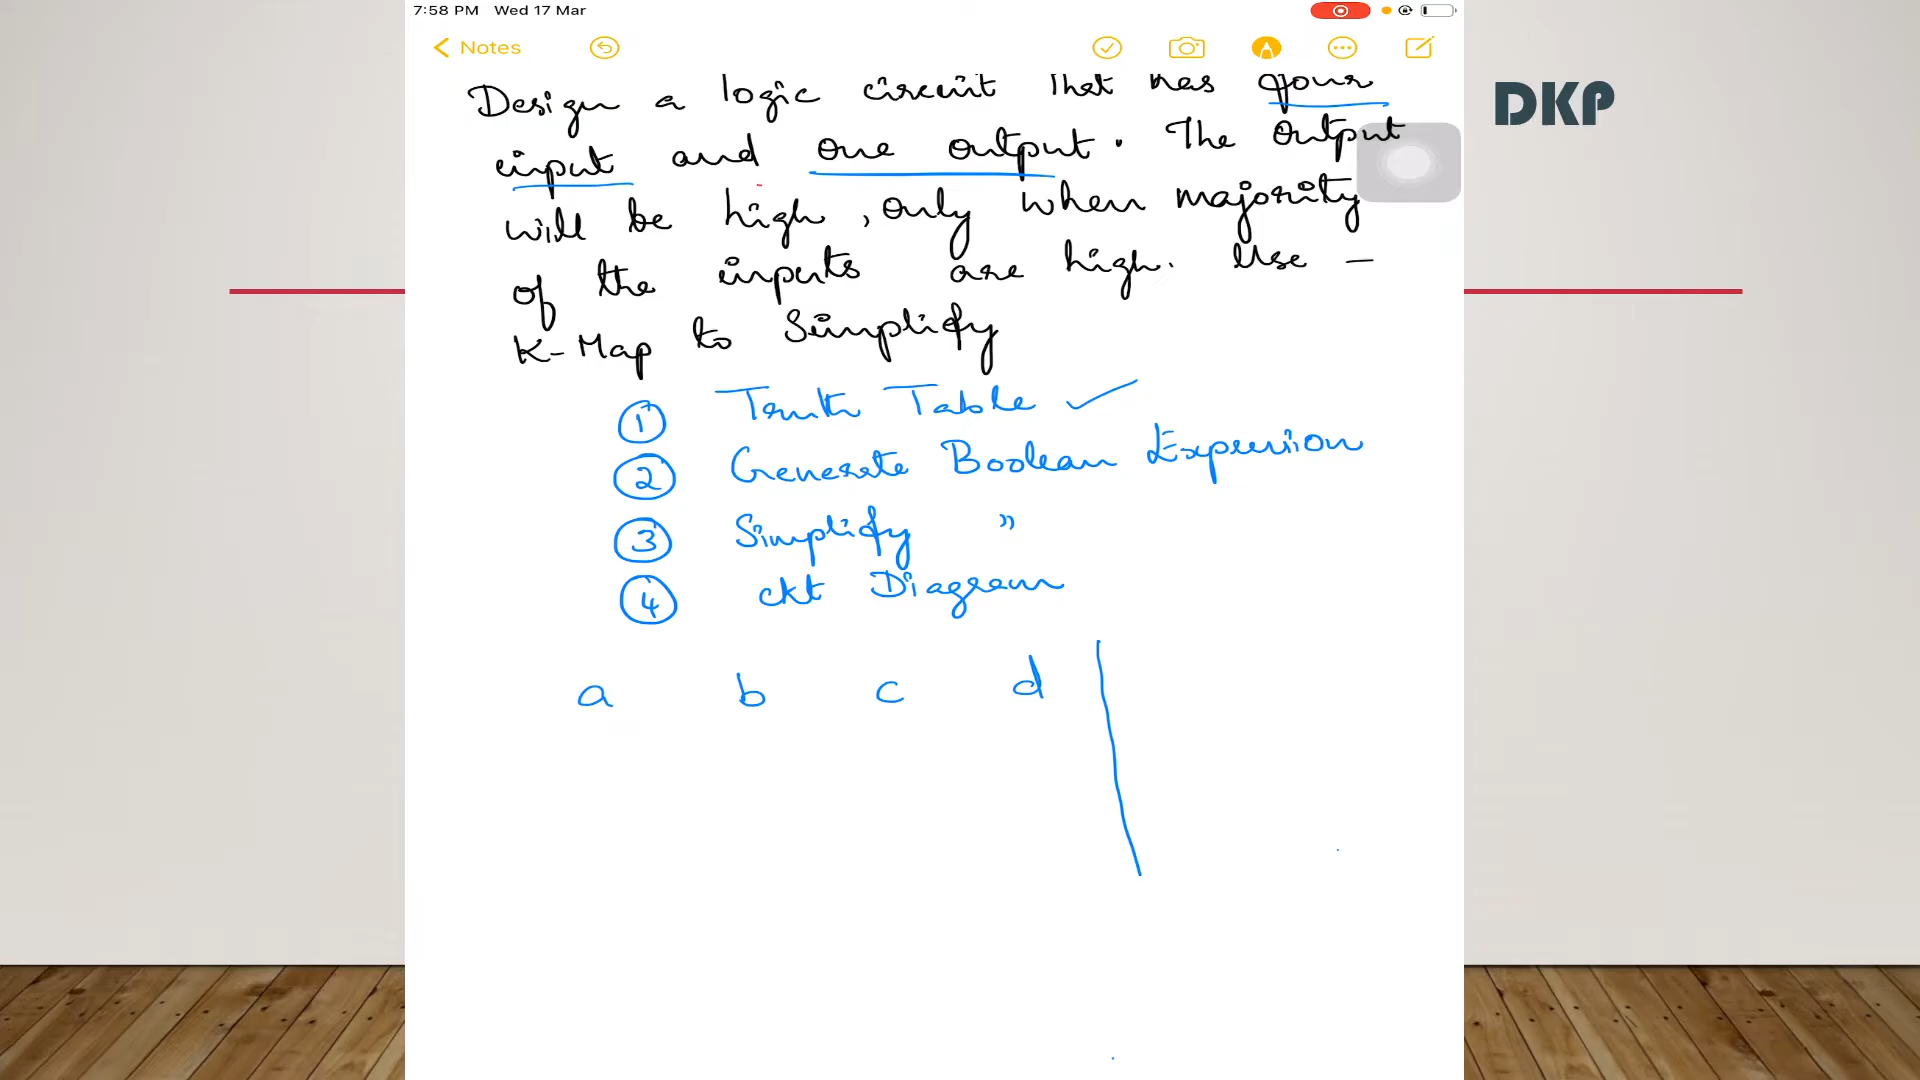 7:58 PM Wed 17 Mar
Notes
DKP
Design a logic circuit that has four
input and one output. The output
will be high, only when majority
of the inputs are high. Use -
K-Map to Simplify
1 Truth Table ✓
2 Generate Boolean Expression
3 Simplify "
4 ckt Diagram
a b c d